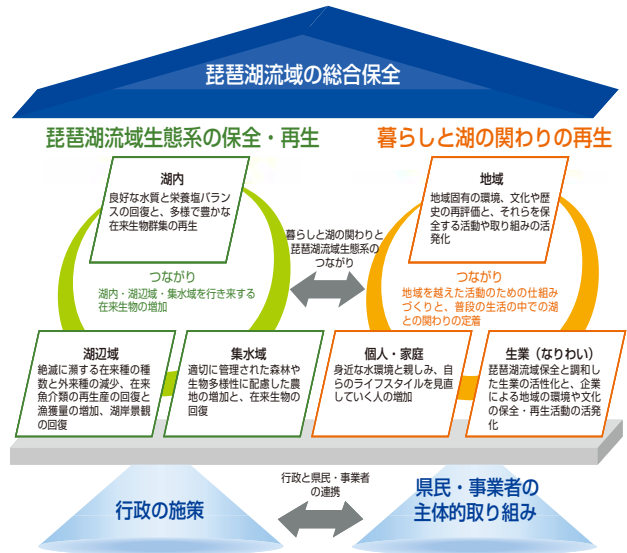 琵琶湖流域の総合保全
琵琶湖流域生態系の保全・再生
暮らしと湖の関わりの再生
湖内
良好な水質と栄養塩バラン
スの回復と、多様で豊かな
在来生物群集の再生
つながり
湖内・湖辺域・集水域を行き来する
在来生物の増加
暮らしと湖の関わりと
琵琶湖流域生態系の
つながり
地域
地域固有の環境、文化や歴
史の再評価と、それらを保
全する活動や取り組みの活
発化
つながり
地域を越えた活動のための仕組み
づくりと、普段の生活の中での湖
との関わりの定着
湖辺域
絶滅に瀕する在来種の種
数と外来種の減少、在来
魚介類の再生産の回復と
漁獲量の増加、湖岸景観
の回復
集水域
適切に管理された森林や
生物多様性に配慮した農
地の増加と、在来生物の
回復
個人・家庭
身近な水環境と親しみ、自
らのライフスタイルを見直
していく人の増加
生業（なりわい）
琵琶湖流域保全と調和し
た生業の活性化と、企業
による地域の環境や文化
の保全・再生活動の活発
化
行政の施策
行政と県民・事業者
の連携
県民・事業者の
主体的取り組み